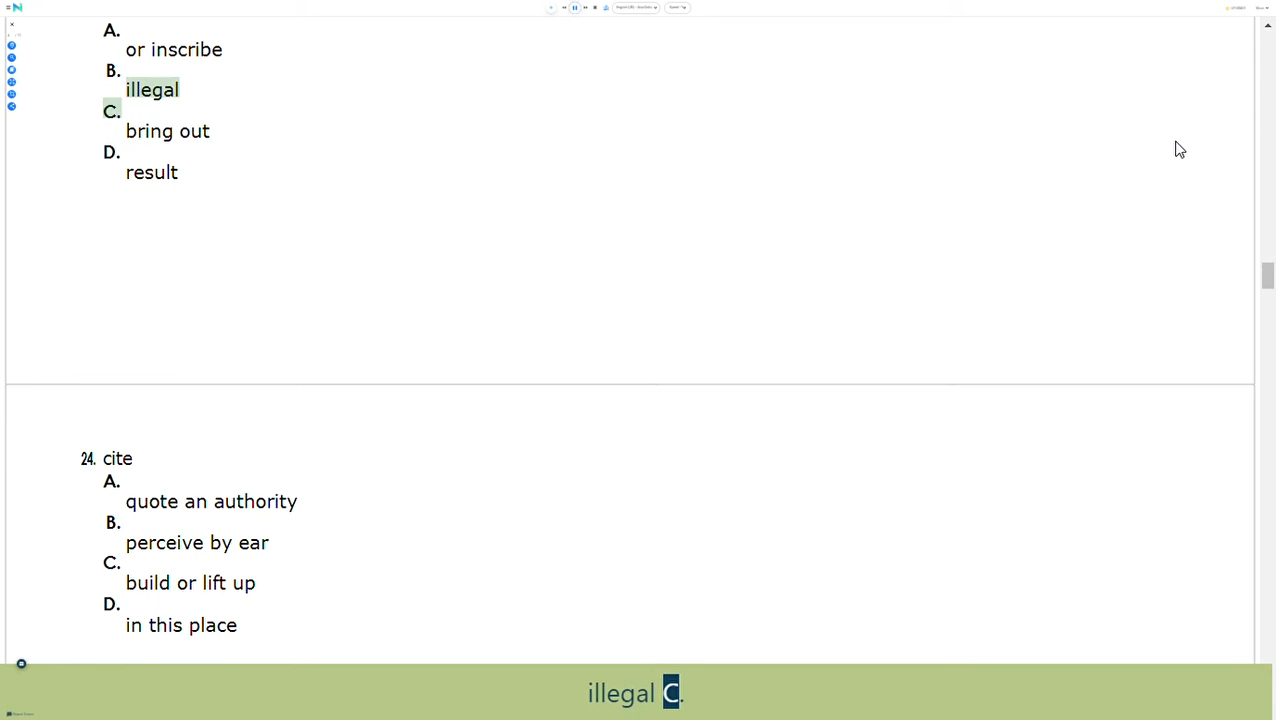 A.
or inscribe
B.
illegal
C.
bring out
D.
result
24. cite
A.
quote an authority
B.
perceive by ear
C.
build or lift up
D.
in this place
illegal C.